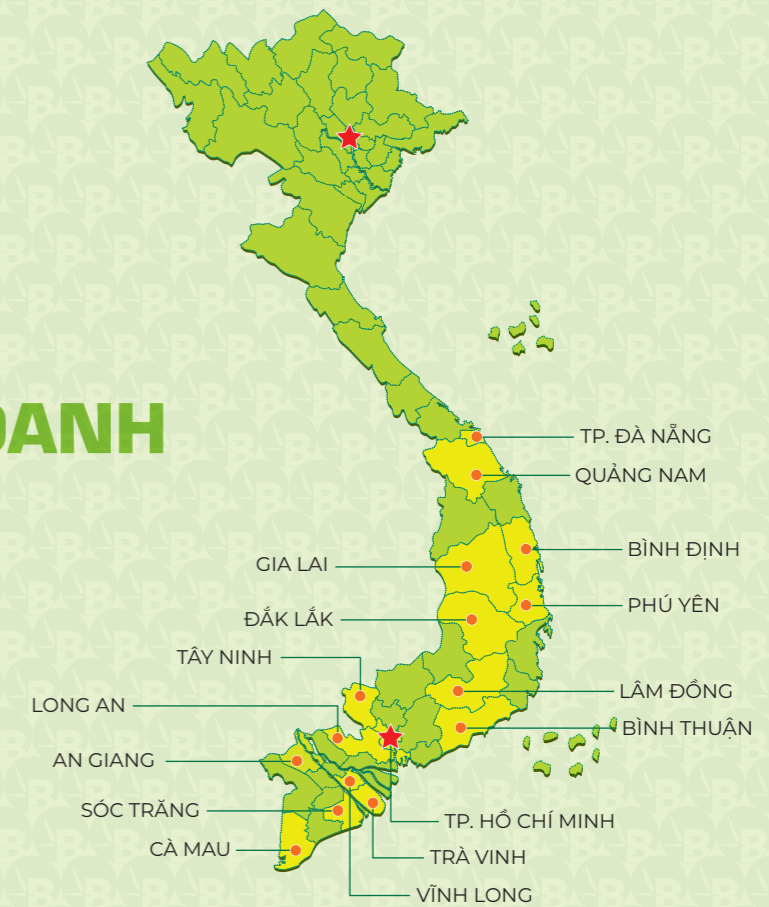 DANH
TP. ĐÀ NẴNG
QUẢNG NAM
BÌNH ĐỊNH
GIA LAI
PHÚ YÊN
ĐẮK LẮK
TÂY NINH
LÂM ĐỒNG
LONG AN
BÌNH THUẬN
AN GIANG
SÓC TRĂNG
TP. HỒ CHÍ MINH
CÀ MAU
TRÀ VINH
VĨNH LONG